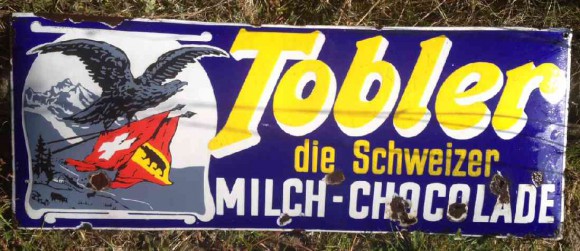 Tobler
die Schweizer
MILCH-CHOCOLADE